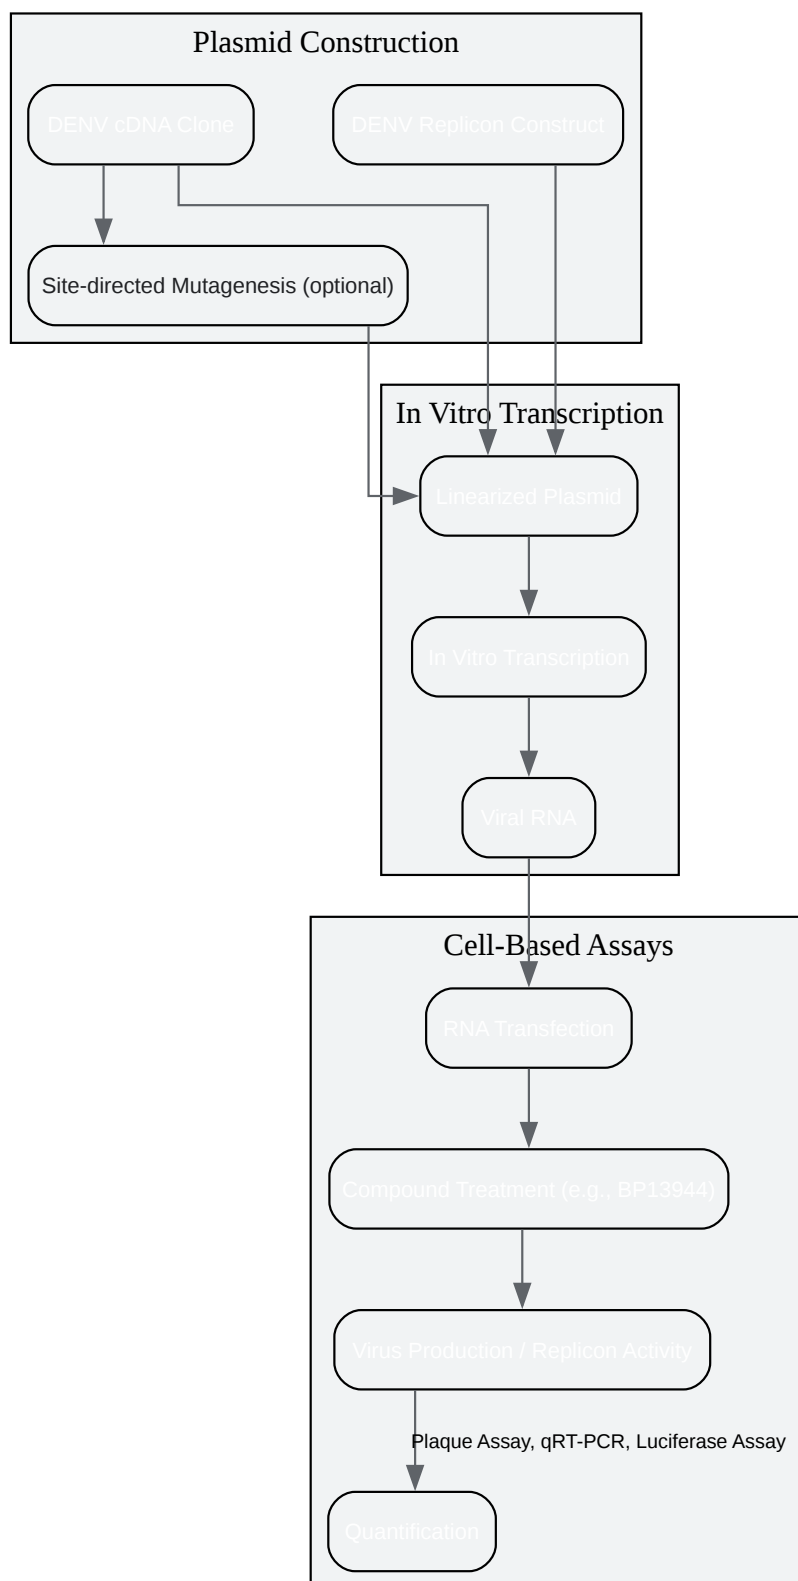 Plasmid Construction
DENV cDNA Clone
DENV Replicon Construct
Site-directed Mutagenesis (optional)
In Vitro Transcription
Linearized Plasmid
In Vitro Transcription
Viral RNA
Cell-Based Assays
RNA Transfection
Compound Treatment (e.g., BP13944)
Virus Production / Replicon Activity
Plaque Assay, qRT-PCR, Luciferase Assay
Quantification